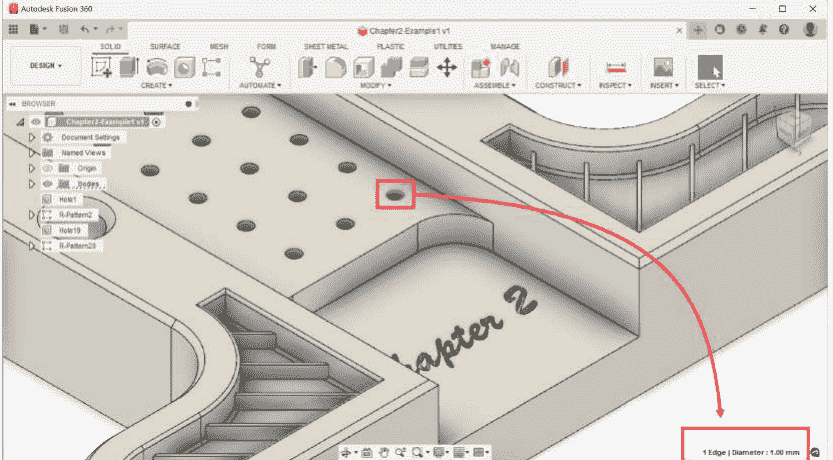 Autodesk Fusion 360
Chapter2-Example1 v1
SOLID SURFACE MESH FORM SHEET METAL PLASTIC UTILITIES MANAGE
DESIGN
CREATE AUTOMATE MODIFY ASSEMBLE CONSTRUCT INSPECT INSERT SELECT
BROWSER
Chapter2-Example1 v1
Document Settings
Named Views
Origin
Bodies
Hole1
R-Pattern2
Hole19
R-Pattern20
hapter 2
1 Edge | Diameter : 1.00 mm